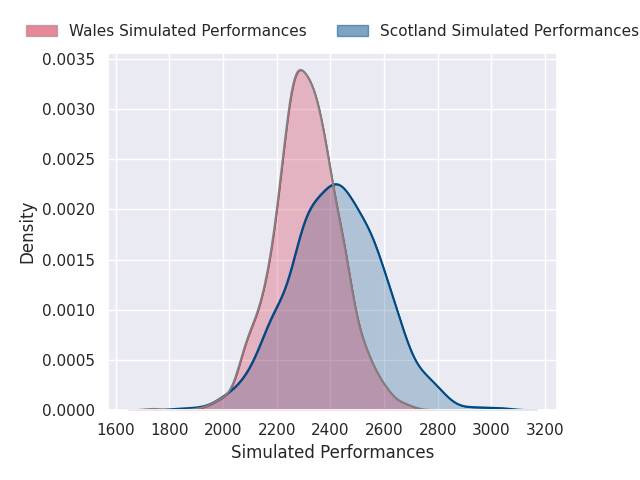 Wales Simulated Performances Scotland Simulated Performances
0.0035
0.0030
0.0025
0.0020
0.0015
0.0010
0.0005
0.0000
Density
1600 1800 2000 2200 2400 2600 2800 3000 3200
Simulated Performances